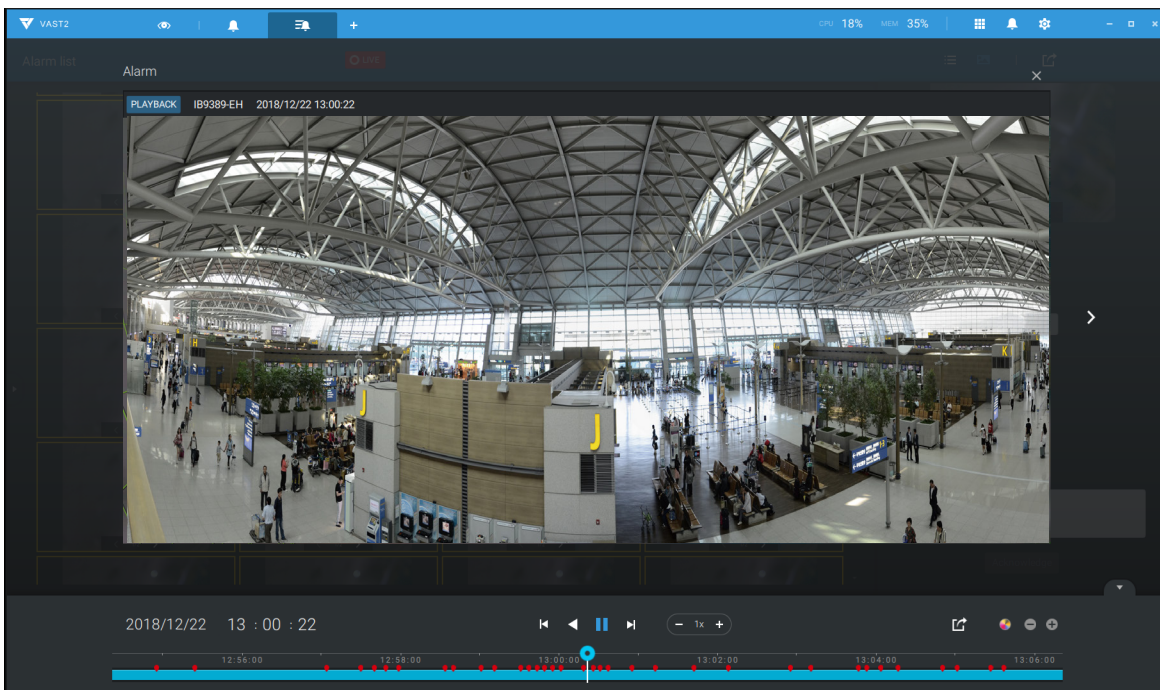 VAST2
CPU 18% MEM 35%
Alarm list
LIVE
Alarm
PLAYBACK IB9389-EH 2018/12/22 13:00:22
H
K
J
J
2018/12/22 13 : 00 : 22
1x
12:56:00 12:58:00 13:00:00 13:02:00 13:04:00 13:06:00